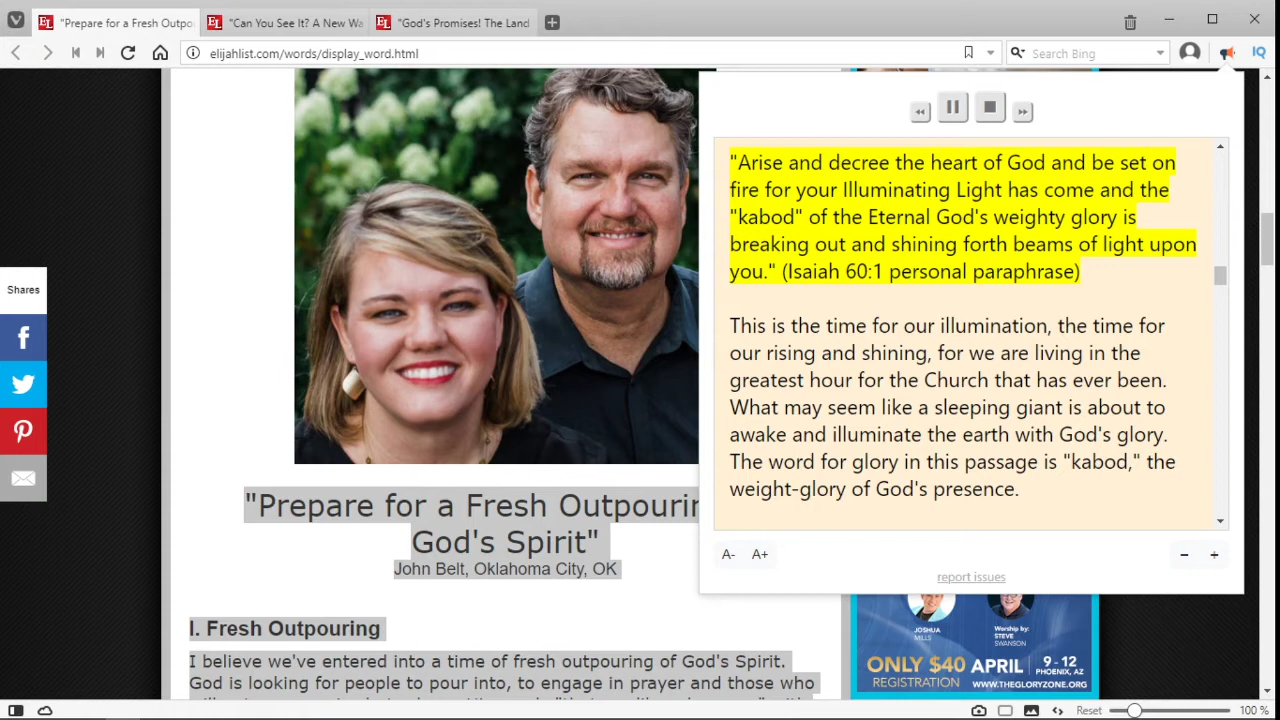 "Prepare for a Fresh Outpo
"Can You See It? A New Wa
"God's Promises! The Land
elijahlist.com/words/display_word.html
Search Bing
IQ
Shares
"Arise and decree the heart of God and be set on
fire for your Illuminating Light has come and the
"kabod" of the Eternal God's weighty glory is
breaking out and shining forth beams of light upon
you." (Isaiah 60:1 personal paraphrase)
This is the time for our illumination, the time for
our rising and shining, for we are living in the
greatest hour for the Church that has ever been.
What may seem like a sleeping giant is about to
awake and illuminate the earth with God's glory.
The word for glory in this passage is "kabod," the
weight-glory of God's presence.
A- A+ - +
report issues
"Prepare for a Fresh Outpourin
God's Spirit"
John Belt, Oklahoma City, OK
I. Fresh Outpouring
I believe we've entered into a time of fresh outpouring of God's Spirit.
God is looking for people to pour into, to engage in prayer and those who
JOSHUA
MILLS
Worship by:
STEVE
SWANSON
ONLY $40
REGISTRATION
APRIL
9 - 12
PHOENIX, AZ
WWW.THEGLORYZONE.ORG
Reset
100 %